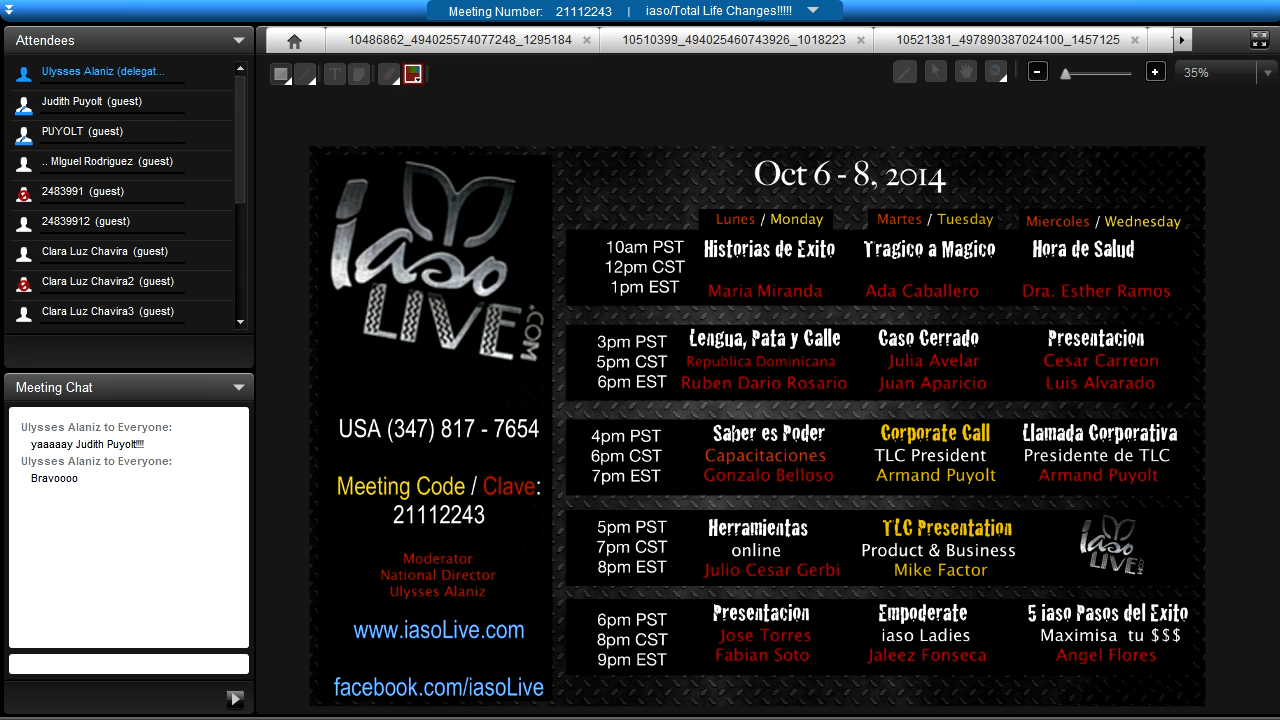 Meeting Number: 21112243 | iaso/Total Life Changes!!!!!
Attendees
Ulysses Alaniz (delegat...
Judith Puyolt (guest)
PUYOLT (guest)
.. MIguel Rodriguez (guest)
2483991 (guest)
24839912 (guest)
Clara Luz Chavira (guest)
Clara Luz Chavira2 (guest)
Clara Luz Chavira3 (guest)
Meeting Chat
Ulysses Alaniz to Everyone:
yaaaaay Judith Puyolt!!!!
Ulysses Alaniz to Everyone:
Bravoooo
10486862_494025574077248_1295184
10510399_494025460743926_1018223
10521381_497890387024100_1457125
T
35%
iaso
LIVE.COM
USA (347) 817 - 7654
Meeting Code / Clave:
21112243
Moderator
National Director
Ulysses Alaniz
www.iasoLive.com
facebook.com/iasoLive
Oct 6 - 8, 2014
Lunes / Monday
Martes / Tuesday
Miercoles / Wednesday
10am PST
12pm CST
1pm EST
Historias de Exito
Maria Miranda
Tragico a Magico
Ada Caballero
Hora de Salud
Dra. Esther Ramos
3pm PST
5pm CST
6pm EST
Lengua, Pata y Calle
Republica Dominicana
Ruben Dario Rosario
Caso Cerrado
Julia Avelar
Juan Aparicio
Presentacion
Cesar Carreon
Luis Alvarado
4pm PST
6pm CST
7pm EST
Saber es Poder
Capacitaciones
Gonzalo Belloso
Corporate Call
TLC President
Armand Puyolt
Llamada Corporativa
Presidente de TLC
Armand Puyolt
5pm PST
7pm CST
8pm EST
Herramientas
online
Julio Cesar Gerbi
TLC Presentation
Product & Business
Mike Factor
iaso
LIVE.COM
6pm PST
8pm CST
9pm EST
Presentacion
Jose Torres
Fabian Soto
Empoderate
iaso Ladies
Jaleez Fonseca
5 iaso Pasos del Exito
Maximisa tu $$$
Angel Flores